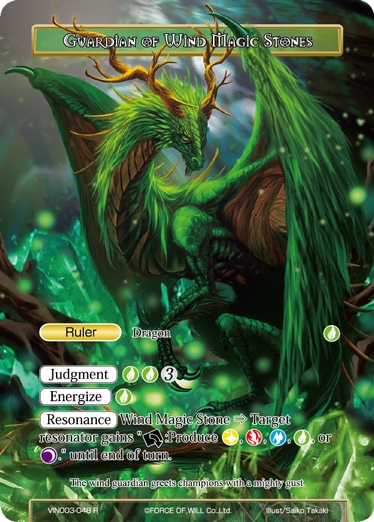 Guardian of Wind Magic Stones
Ruler Dragon
Judgment 3
Energize
Resonance Wind Magic Stone ⇒ Target
resonator gains " :Produce , , , , or
." until end of turn.
The wind guardian greets champions with a mighty gust.
VIN003-048 R ©FORCE OF WILL Co.,Ltd. Illust/Saiko Takaki